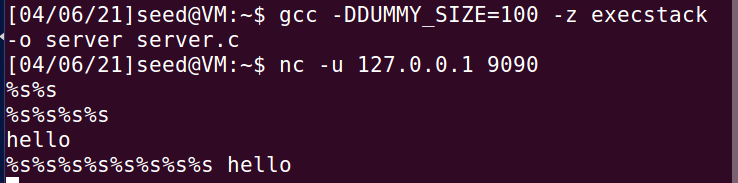 [04/06/21]seed@VM:~$ gcc -DDUMMY_SIZE=100 -z execstack
-o server server.c
[04/06/21]seed@VM:~$ nc -u 127.0.0.1 9090
%s%s
%s%s%s%s
hello
%s%s%s%s%s%s%s%s hello